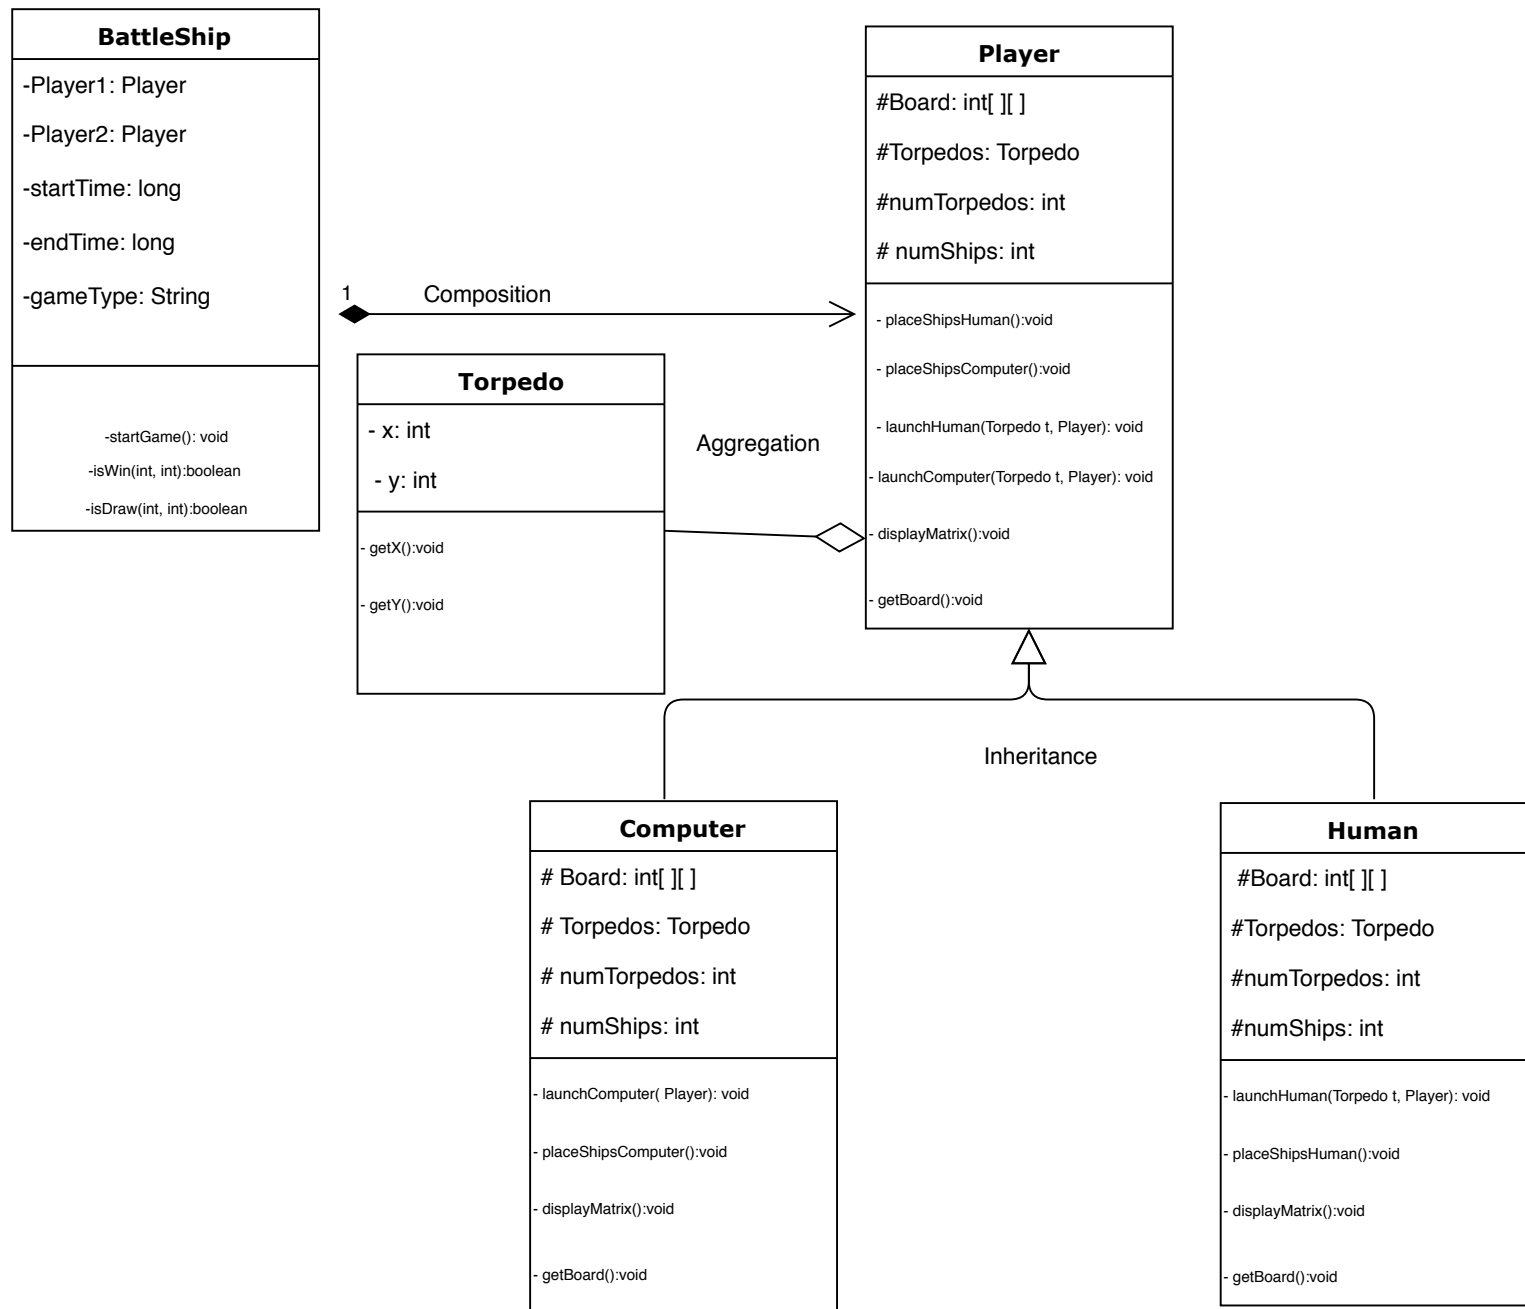 BattleShip
-Player1: Player
-Player2: Player
-startTime: long
-endTime: long
-gameType: String
-startGame(): void
-isWin(int, int):boolean
-isDraw(int, int):boolean
1
Composition
Player
#Board: int[ ][ ]
#Torpedos: Torpedo
#numTorpedos: int
# numShips: int
- placeShipsHuman():void
- placeShipsComputer():void
- launchHuman(Torpedo t, Player): void
- launchComputer(Torpedo t, Player): void
- displayMatrix():void
- getBoard():void
Torpedo
- x: int
- y: int
- getX():void
- getY():void
Aggregation
Inheritance
Computer
# Board: int[ ][ ]
# Torpedos: Torpedo
# numTorpedos: int
# numShips: int
- launchComputer( Player): void
- placeShipsComputer():void
- displayMatrix():void
- getBoard():void
Human
#Board: int[ ][ ]
#Torpedos: Torpedo
#numTorpedos: int
#numShips: int
- launchHuman(Torpedo t, Player): void
- placeShipsHuman():void
- displayMatrix():void
- getBoard():void